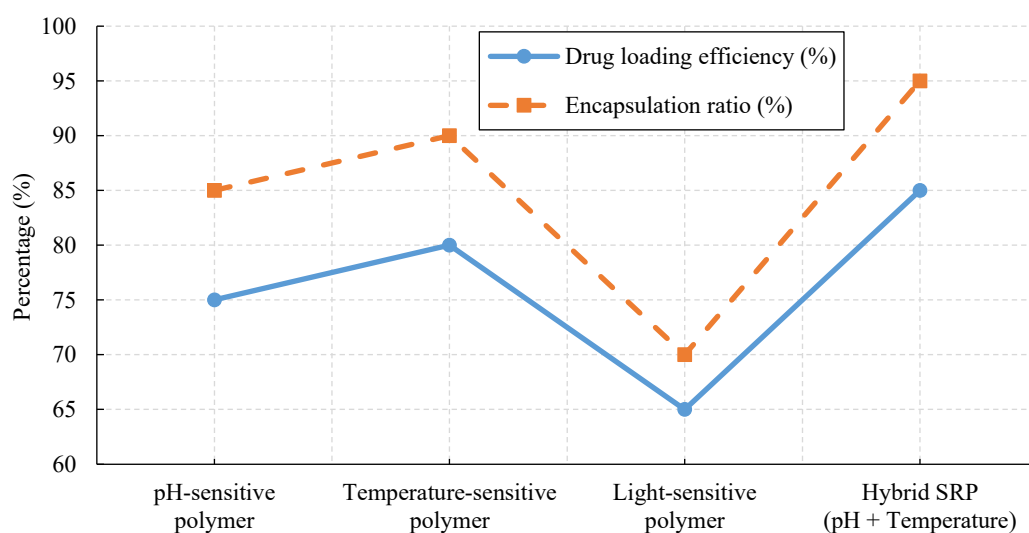 100
95
90
85
80
75
70
65
60
Percentage (%)
Drug loading efficiency (%)
Encapsulation ratio (%)
pH-sensitive
polymer
Temperature-sensitive
polymer
Light-sensitive
polymer
Hybrid SRP
(pH + Temperature)